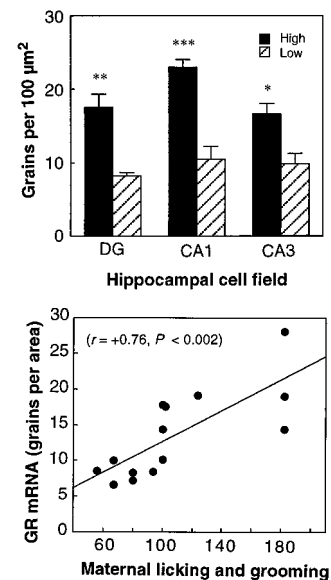 30
20
10
0
Grains per 100 µm²
**
***
*
High
Low
DG CA1 CA3
Hippocampal cell field
30
25
20
15
10
5
0
GR mRNA (grains per area)
(r = +0.76, P < 0.002)
60 100 140 180
Maternal licking and grooming